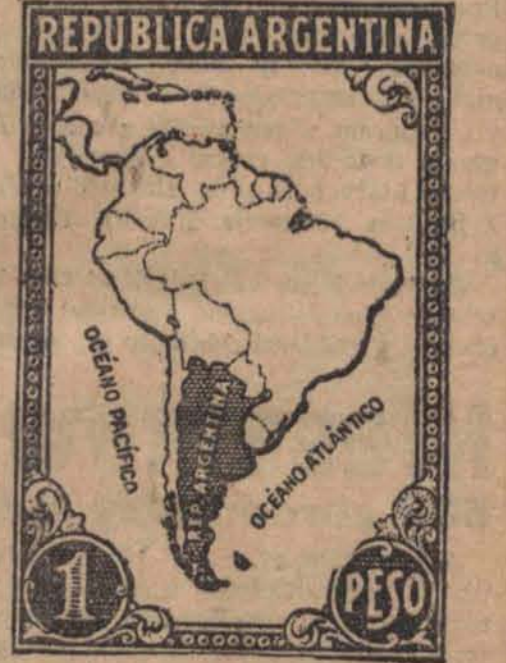 REPUBLICA ARGENTINA
OCÉANO PACÍFICO
REP. ARGENTINA
OCÉANO ATLÁNTICO
1
PESO